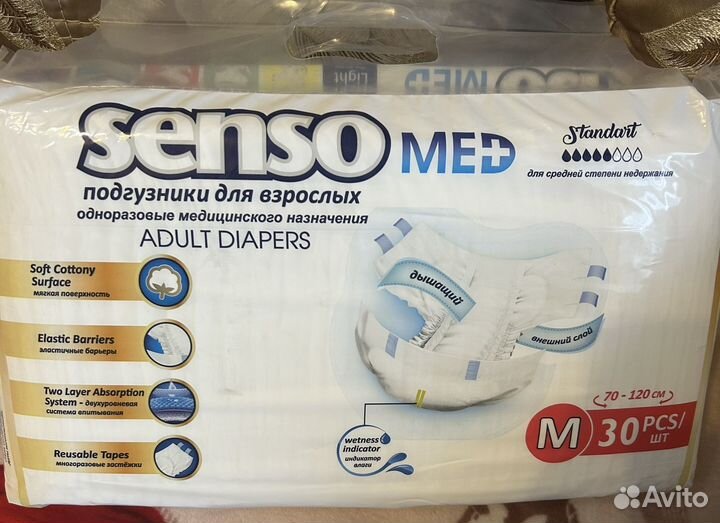 Light
MED
senso MED
Standart
для средней степени недержания
подгузники для взрослых
одноразовые медицинского назначения
ADULT DIAPERS
Soft Cottony
Surface
мягкая поверхность
Elastic Barriers
эластичные барьеры
Two Layer Absorption
System - двухуровневая
система впитывания
Reusable Tapes
многоразовые застёжки
дышащий
внешний слой
wetness
indicator
индикатор
влаги
70 - 120 см
M 30 PCS/
ШТ
Avito